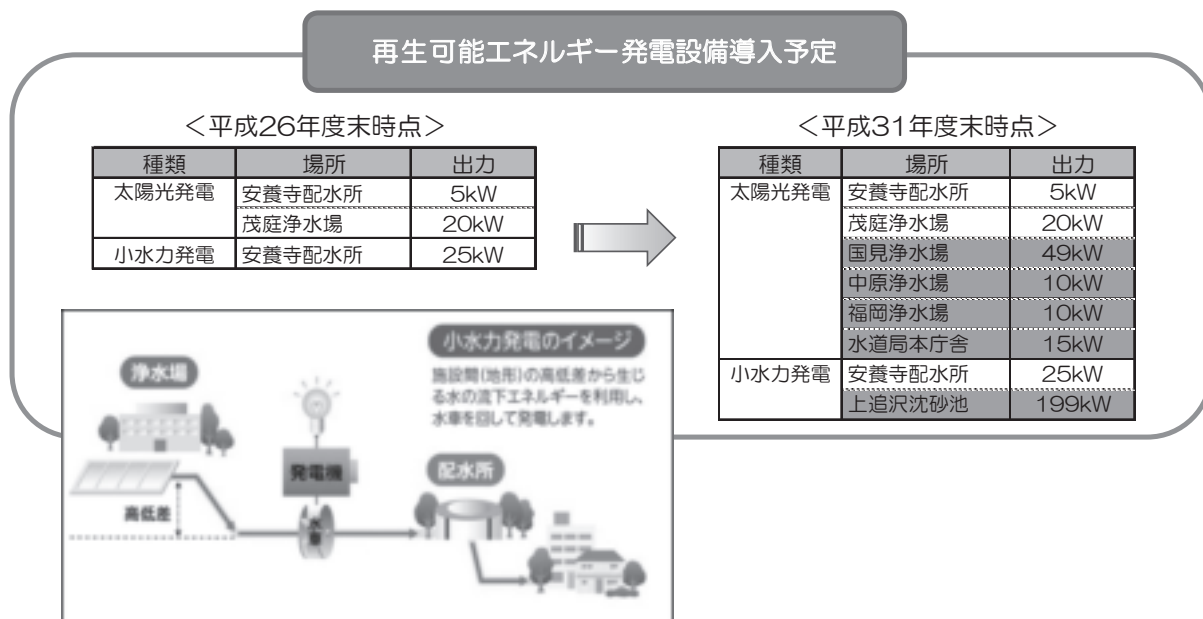 再生可能エネルギー発電設備導入予定
＜平成26年度末時点＞
種類 場所 出力
太陽光発電 安養寺配水所 5kW
茂庭浄水場 20kW
小水力発電 安養寺配水所 25kW
＜平成31年度末時点＞
種類 場所 出力
太陽光発電 安養寺配水所 5kW
茂庭浄水場 20kW
国見浄水場 49kW
中原浄水場 10kW
福岡浄水場 10kW
水道局本庁舎 15kW
小水力発電 安養寺配水所 25kW
上追沢沈砂池 199kW
小水力発電のイメージ
施設間(地形)の高低差から生じ
る水の流下エネルギーを利用し、
水車を回して発電します。
浄水場
発電機
配水所
高低差
水車